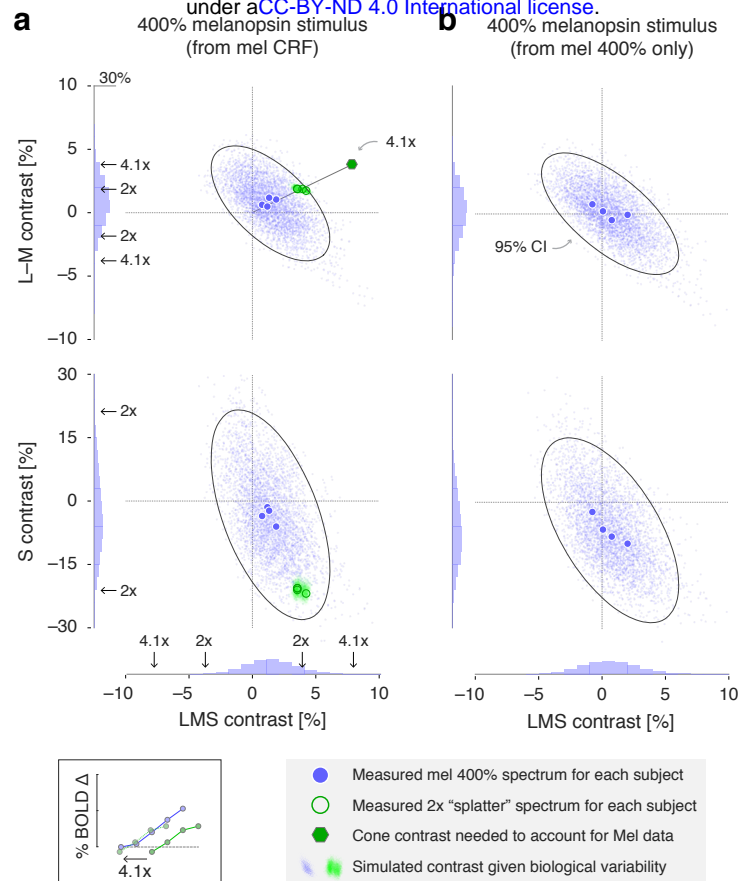 under aCC-BY-ND 4.0 International license.
a
400% melanopsin stimulus
(from mel CRF)
b
400% melanopsin stimulus
(from mel 400% only)
L–M contrast [%]
10
5
0
–5
–10
30%
4.1x
2x
2x
4.1x
4.1x
95% CI
S contrast [%]
30
15
0
–15
–30
2x
2x
4.1x
2x
2x
4.1x
–10
–5
0
5
10
LMS contrast [%]
–10
–5
0
5
10
LMS contrast [%]
% BOLD Δ
4.1x
Measured mel 400% spectrum for each subject
Measured 2x “splatter” spectrum for each subject
Cone contrast needed to account for Mel data
Simulated contrast given biological variability